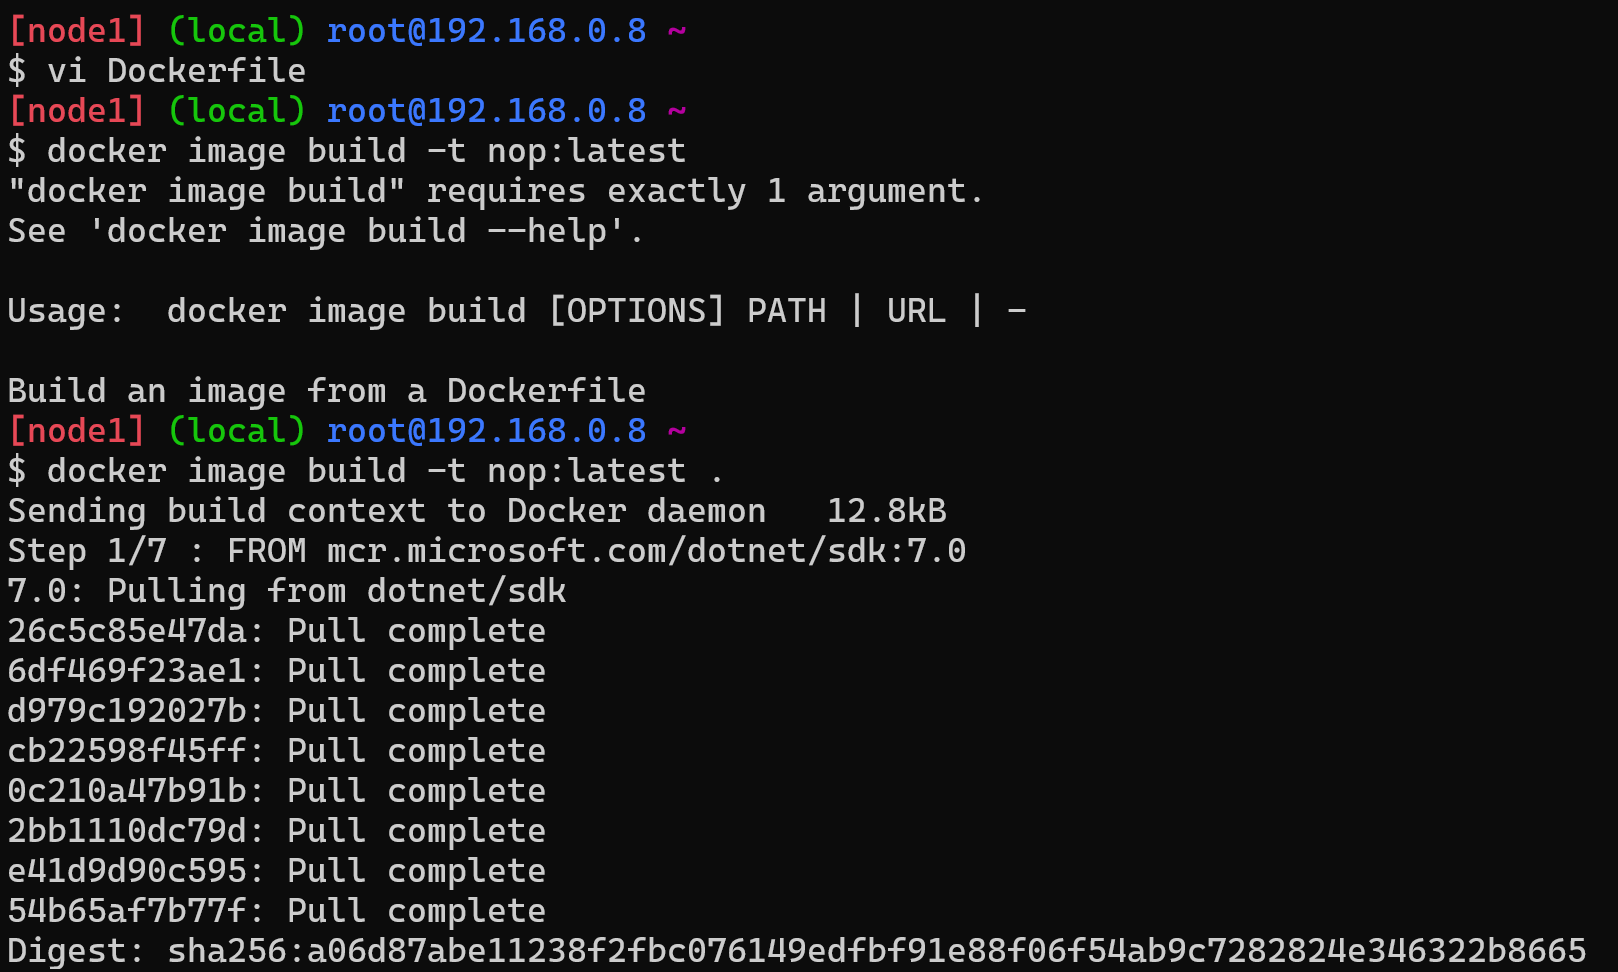 [node1] (local) root@192.168.0.8 ~
$ vi Dockerfile
[node1] (local) root@192.168.0.8 ~
$ docker image build -t nop:latest
"docker image build" requires exactly 1 argument.
See 'docker image build --help'.

Usage:  docker image build [OPTIONS] PATH | URL | -

Build an image from a Dockerfile
[node1] (local) root@192.168.0.8 ~
$ docker image build -t nop:latest .
Sending build context to Docker daemon   12.8kB
Step 1/7 : FROM mcr.microsoft.com/dotnet/sdk:7.0
7.0: Pulling from dotnet/sdk
26c5c85e47da: Pull complete
6df469f23ae1: Pull complete
d979c192027b: Pull complete
cb22598f45ff: Pull complete
0c210a47b91b: Pull complete
2bb1110dc79d: Pull complete
e41d9d90c595: Pull complete
54b65af7b77f: Pull complete
Digest: sha256:a06d87abe11238f2fbc076149edfbf91e88f06f54ab9c7282824e346322b8665